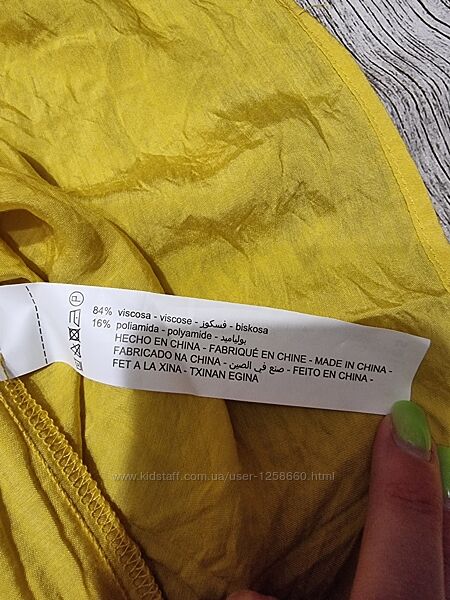 84% viscosa - viscose - فسكوز - biskosa
16% poliamida - polyamide - بولياميد
HECHO EN CHINA - FABRIQUÉ EN CHINE - MADE IN CHINA -
FABRICADO NA CHINA - صنع في الصين - FEITO EN CHINA -
FET A LA XINA - TXINAN EGINA
www.kidstaff.com.ua/user-1258660.html